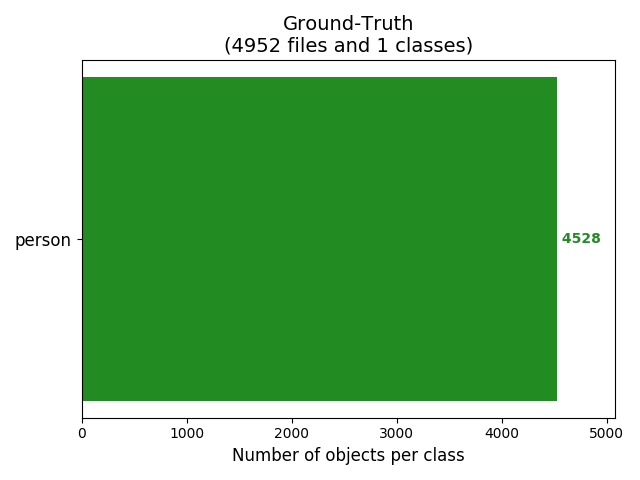 Ground-Truth
(4952 files and 1 classes)
person
4528
0 1000 2000 3000 4000 5000
Number of objects per class